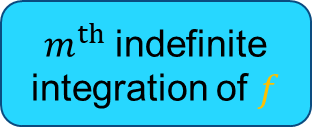 mᵗʰ indefinite
integration of f